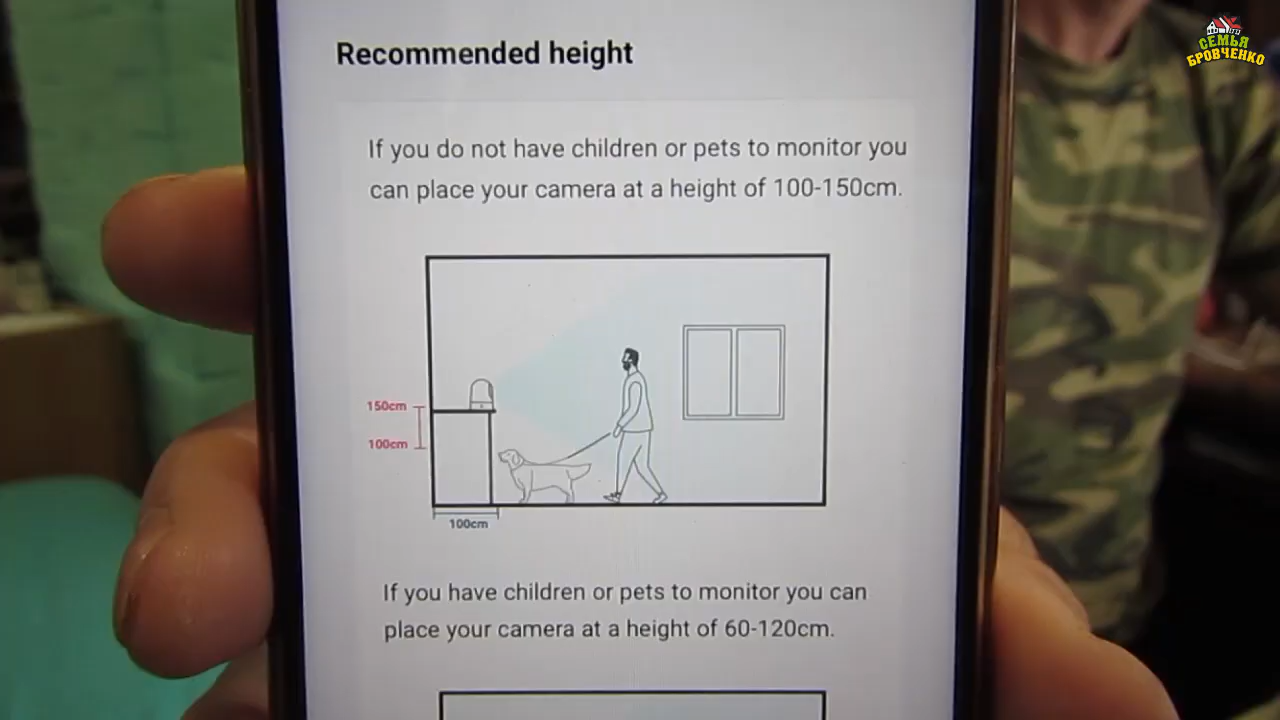 СЕМЬЯ
БРОВЧЕНКО
Recommended height
If you do not have children or pets to monitor you
can place your camera at a height of 100-150cm.
150cm
100cm
100cm
If you have children or pets to monitor you can
place your camera at a height of 60-120cm.